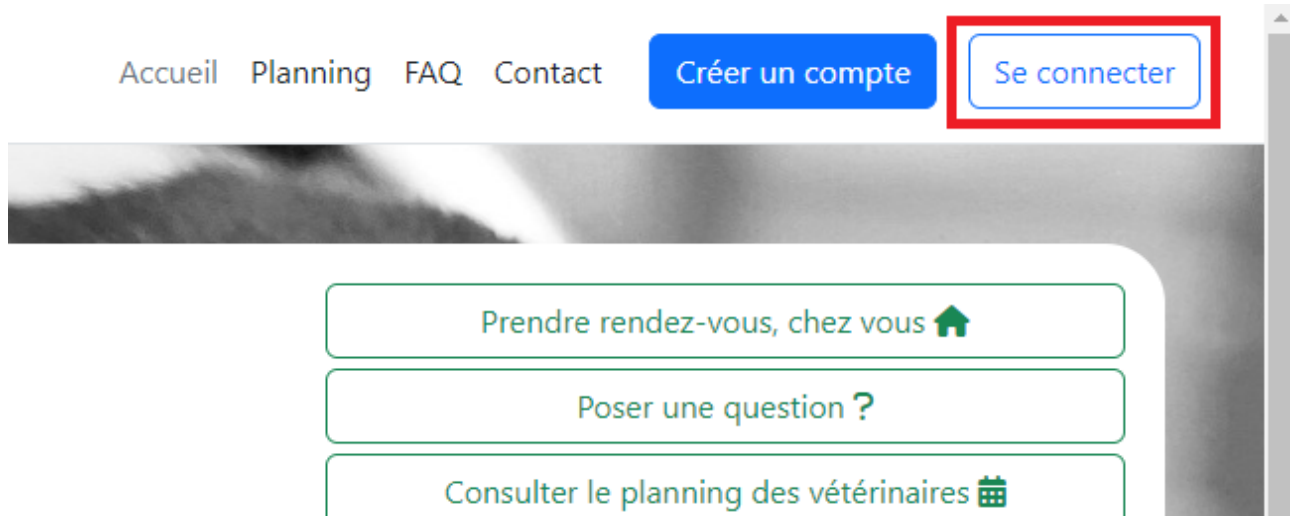 Accueil Planning FAQ Contact Créer un compte Se connecter
Prendre rendez-vous, chez vous
Poser une question ?
Consulter le planning des vétérinaires